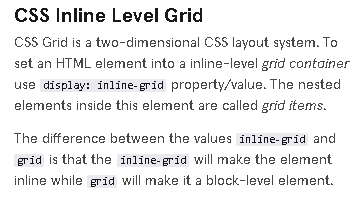 CSS Inline Level Grid
CSS Grid is a two-dimensional CSS layout system. To
set an HTML element into a inline-level grid container
use display: inline-grid property/value. The nested
elements inside this element are called grid items.
The difference between the values inline-grid and
grid is that the inline-grid will make the element
inline while grid will make it a block-level element.